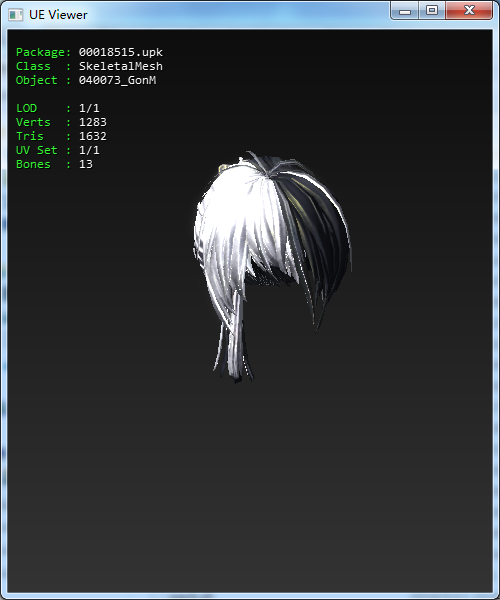 UE Viewer
Package: 00018515.upk
Class : SkeletalMesh
Object : 040073_GonM
LOD : 1/1
Verts : 1283
Tris : 1632
UV Set : 1/1
Bones : 13